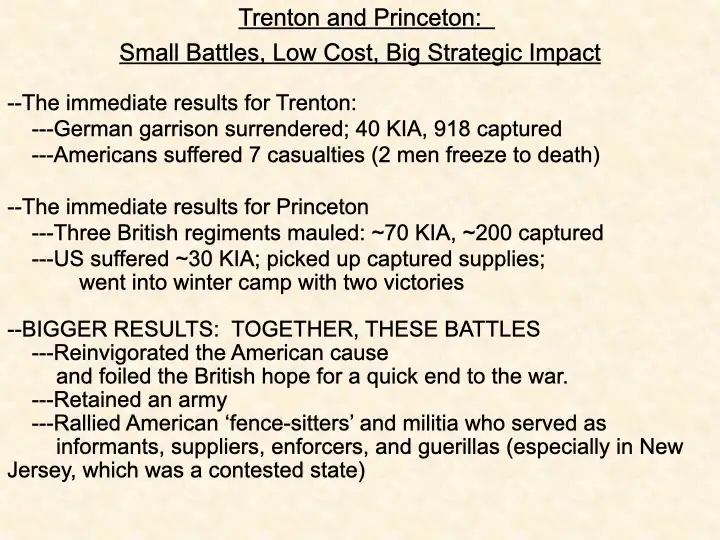 Trenton and Princeton:
Small Battles, Low Cost, Big Strategic Impact
--The immediate results for Trenton:
---German garrison surrendered; 40 KIA, 918 captured
---Americans suffered 7 casualties (2 men freeze to death)
--The immediate results for Princeton
---Three British regiments mauled: ~70 KIA, ~200 captured
---US suffered ~30 KIA; picked up captured supplies;
went into winter camp with two victories
--BIGGER RESULTS:  TOGETHER, THESE BATTLES
---Reinvigorated the American cause
and foiled the British hope for a quick end to the war.
---Retained an army
---Rallied American ‘fence-sitters’ and militia who served as
informants, suppliers, enforcers, and guerillas (especially in New
Jersey, which was a contested state)